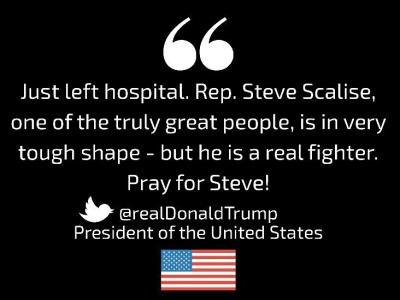 Just left hospital. Rep. Steve Scalise,
one of the truly great people, is in very
tough shape - but he is a real fighter.
Pray for Steve!
@realDonaldTrump
President of the United States